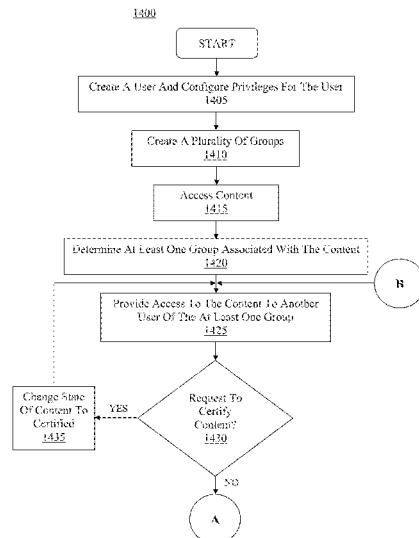 1400
START
Create A User And Configure Privileges For The User
1405
Create A Plurality Of Groups
1410
Access Content
1415
Determine At Least One Group Associated With The Content
1420
B
Provide Access To The Content To Another
User Of The At Least One Group
1425
Change State
Of Content To
Certified
1435
YES
Request To
Certify
Content?
1430
NO
A